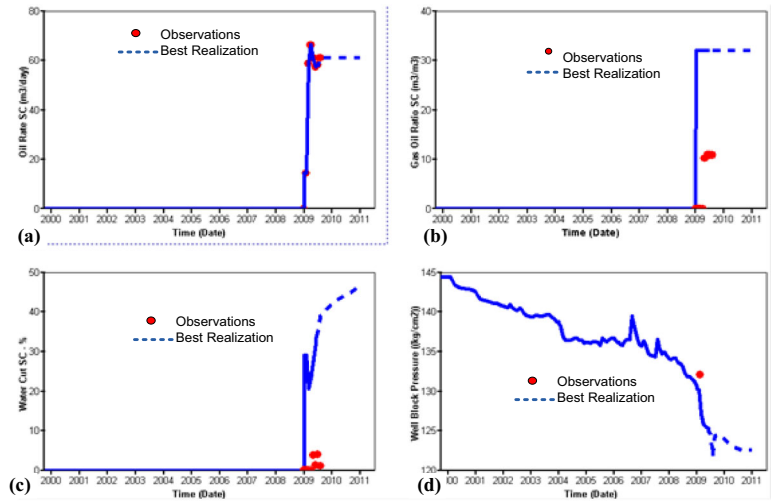 80
60
40
20
0
Oil Rate SC (m3/day)
Observations
Best Realization
2000 2001 2002 2003 2004 2005 2006 2007 2008 2009 2010 2011
Time (Date)
(a)
40
30
20
10
0
Gas Oil Ratio SC (m3/m3)
Observations
Best Realization
2000 2001 2002 2003 2004 2005 2006 2007 2008 2009 2010 2011
Time (Date)
(b)
50
40
30
20
10
0
Water Cut SC - %
Observations
Best Realization
2000 2001 2002 2003 2004 2005 2006 2007 2008 2009 2010 2011
Time (Date)
(c)
145
140
135
130
125
120
Well Block Pressure ((kg/cm2))
Observations
Best Realization
00 2001 2002 2003 2004 2005 2006 2007 2008 2009 2010 2011
Time (Date)
(d)